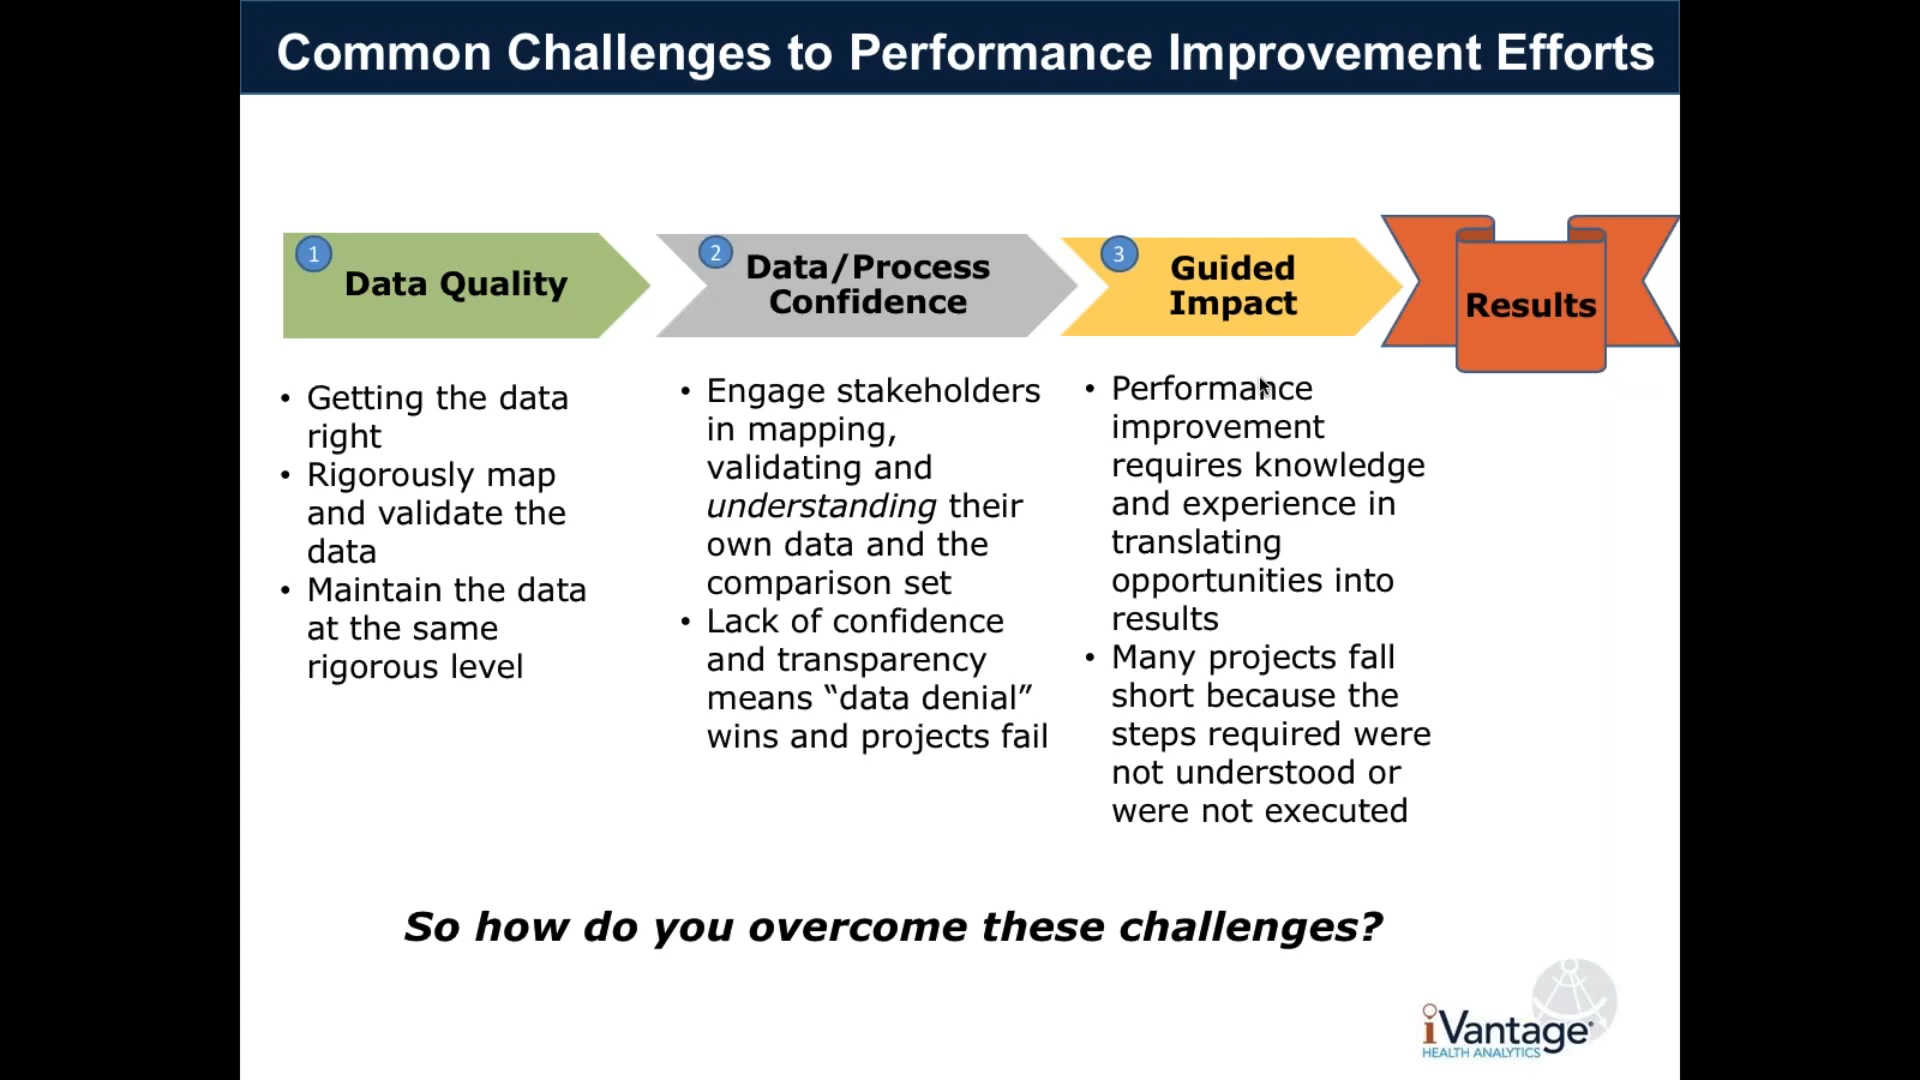 Common Challenges to Performance Improvement Efforts
1
Data Quality
2
Data/Process
Confidence
3
Guided
Impact
Results
• Getting the data
right
• Rigorously map
and validate the
data
• Maintain the data
at the same
rigorous level
• Engage stakeholders
in mapping,
validating and
understanding their
own data and the
comparison set
• Lack of confidence
and transparency
means “data denial”
wins and projects fail
• Performance
improvement
requires knowledge
and experience in
translating
opportunities into
results
• Many projects fall
short because the
steps required were
not understood or
were not executed
So how do you overcome these challenges?
iVantage
HEALTH ANALYTICS